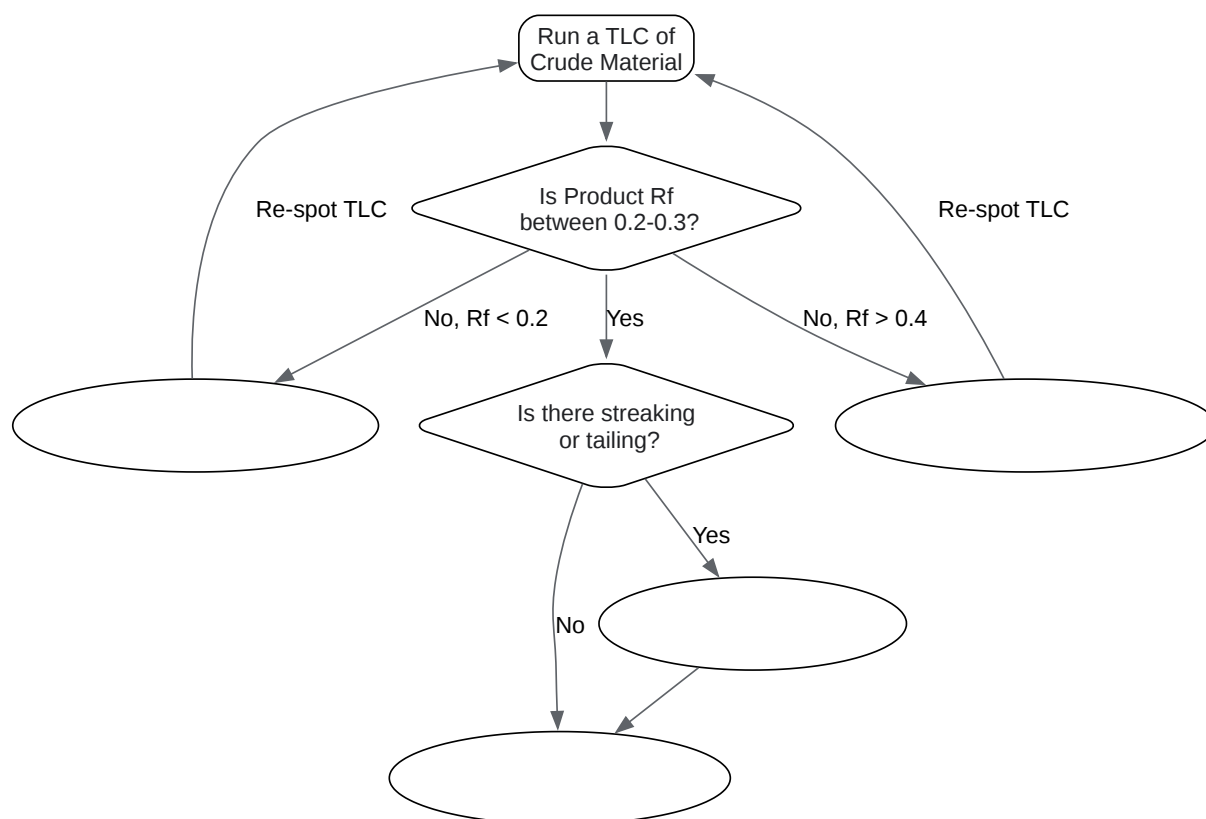 Run a TLC of
Crude Material
Re-spot TLC
Is Product Rf
between 0.2-0.3?
Re-spot TLC
No, Rf < 0.2
Yes
No, Rf > 0.4
Is there streaking
or tailing?
Yes
No